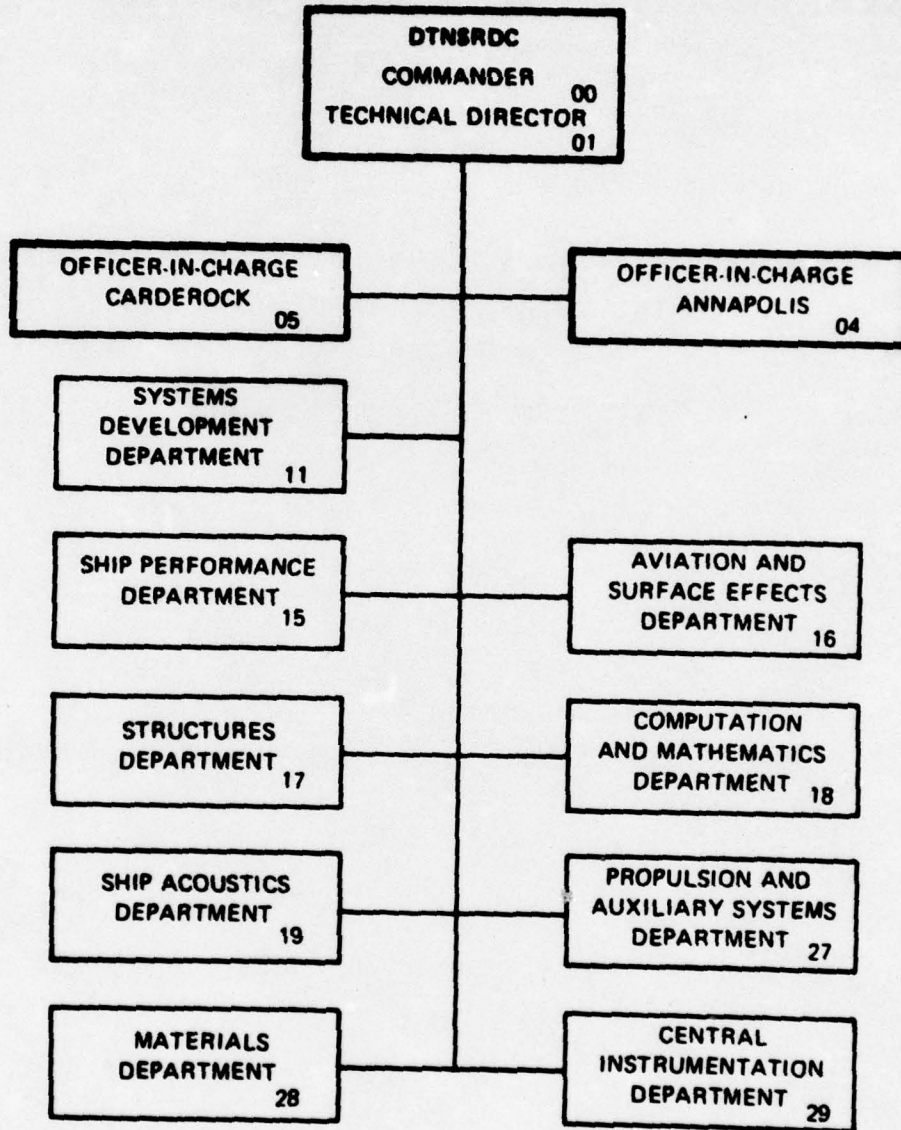 DTNSRDC
COMMANDER
00
TECHNICAL DIRECTOR
01
OFFICER-IN-CHARGE
CARDEROCK
05
OFFICER-IN-CHARGE
ANNAPOLIS
04
SYSTEMS
DEVELOPMENT
DEPARTMENT
11
SHIP PERFORMANCE
DEPARTMENT
15
AVIATION AND
SURFACE EFFECTS
DEPARTMENT
16
STRUCTURES
DEPARTMENT
17
COMPUTATION
AND MATHEMATICS
DEPARTMENT
18
SHIP ACOUSTICS
DEPARTMENT
19
PROPULSION AND
AUXILIARY SYSTEMS
DEPARTMENT
27
MATERIALS
DEPARTMENT
28
CENTRAL
INSTRUMENTATION
DEPARTMENT
29